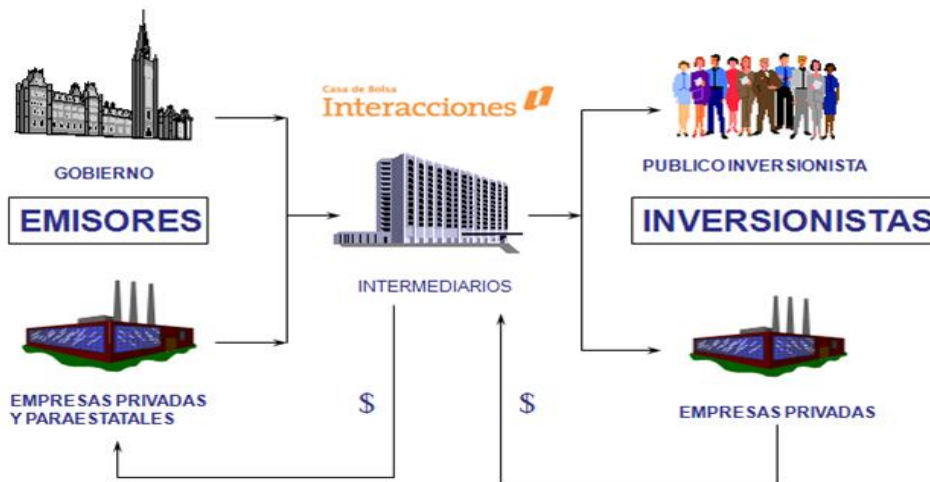 Casa de Bolsa
Interacciones
GOBIERNO
PUBLICO INVERSIONISTA
EMISORES
INVERSIONISTAS
INTERMEDIARIOS
EMPRESAS PRIVADAS
Y PARAESTATALES
$
$
EMPRESAS PRIVADAS